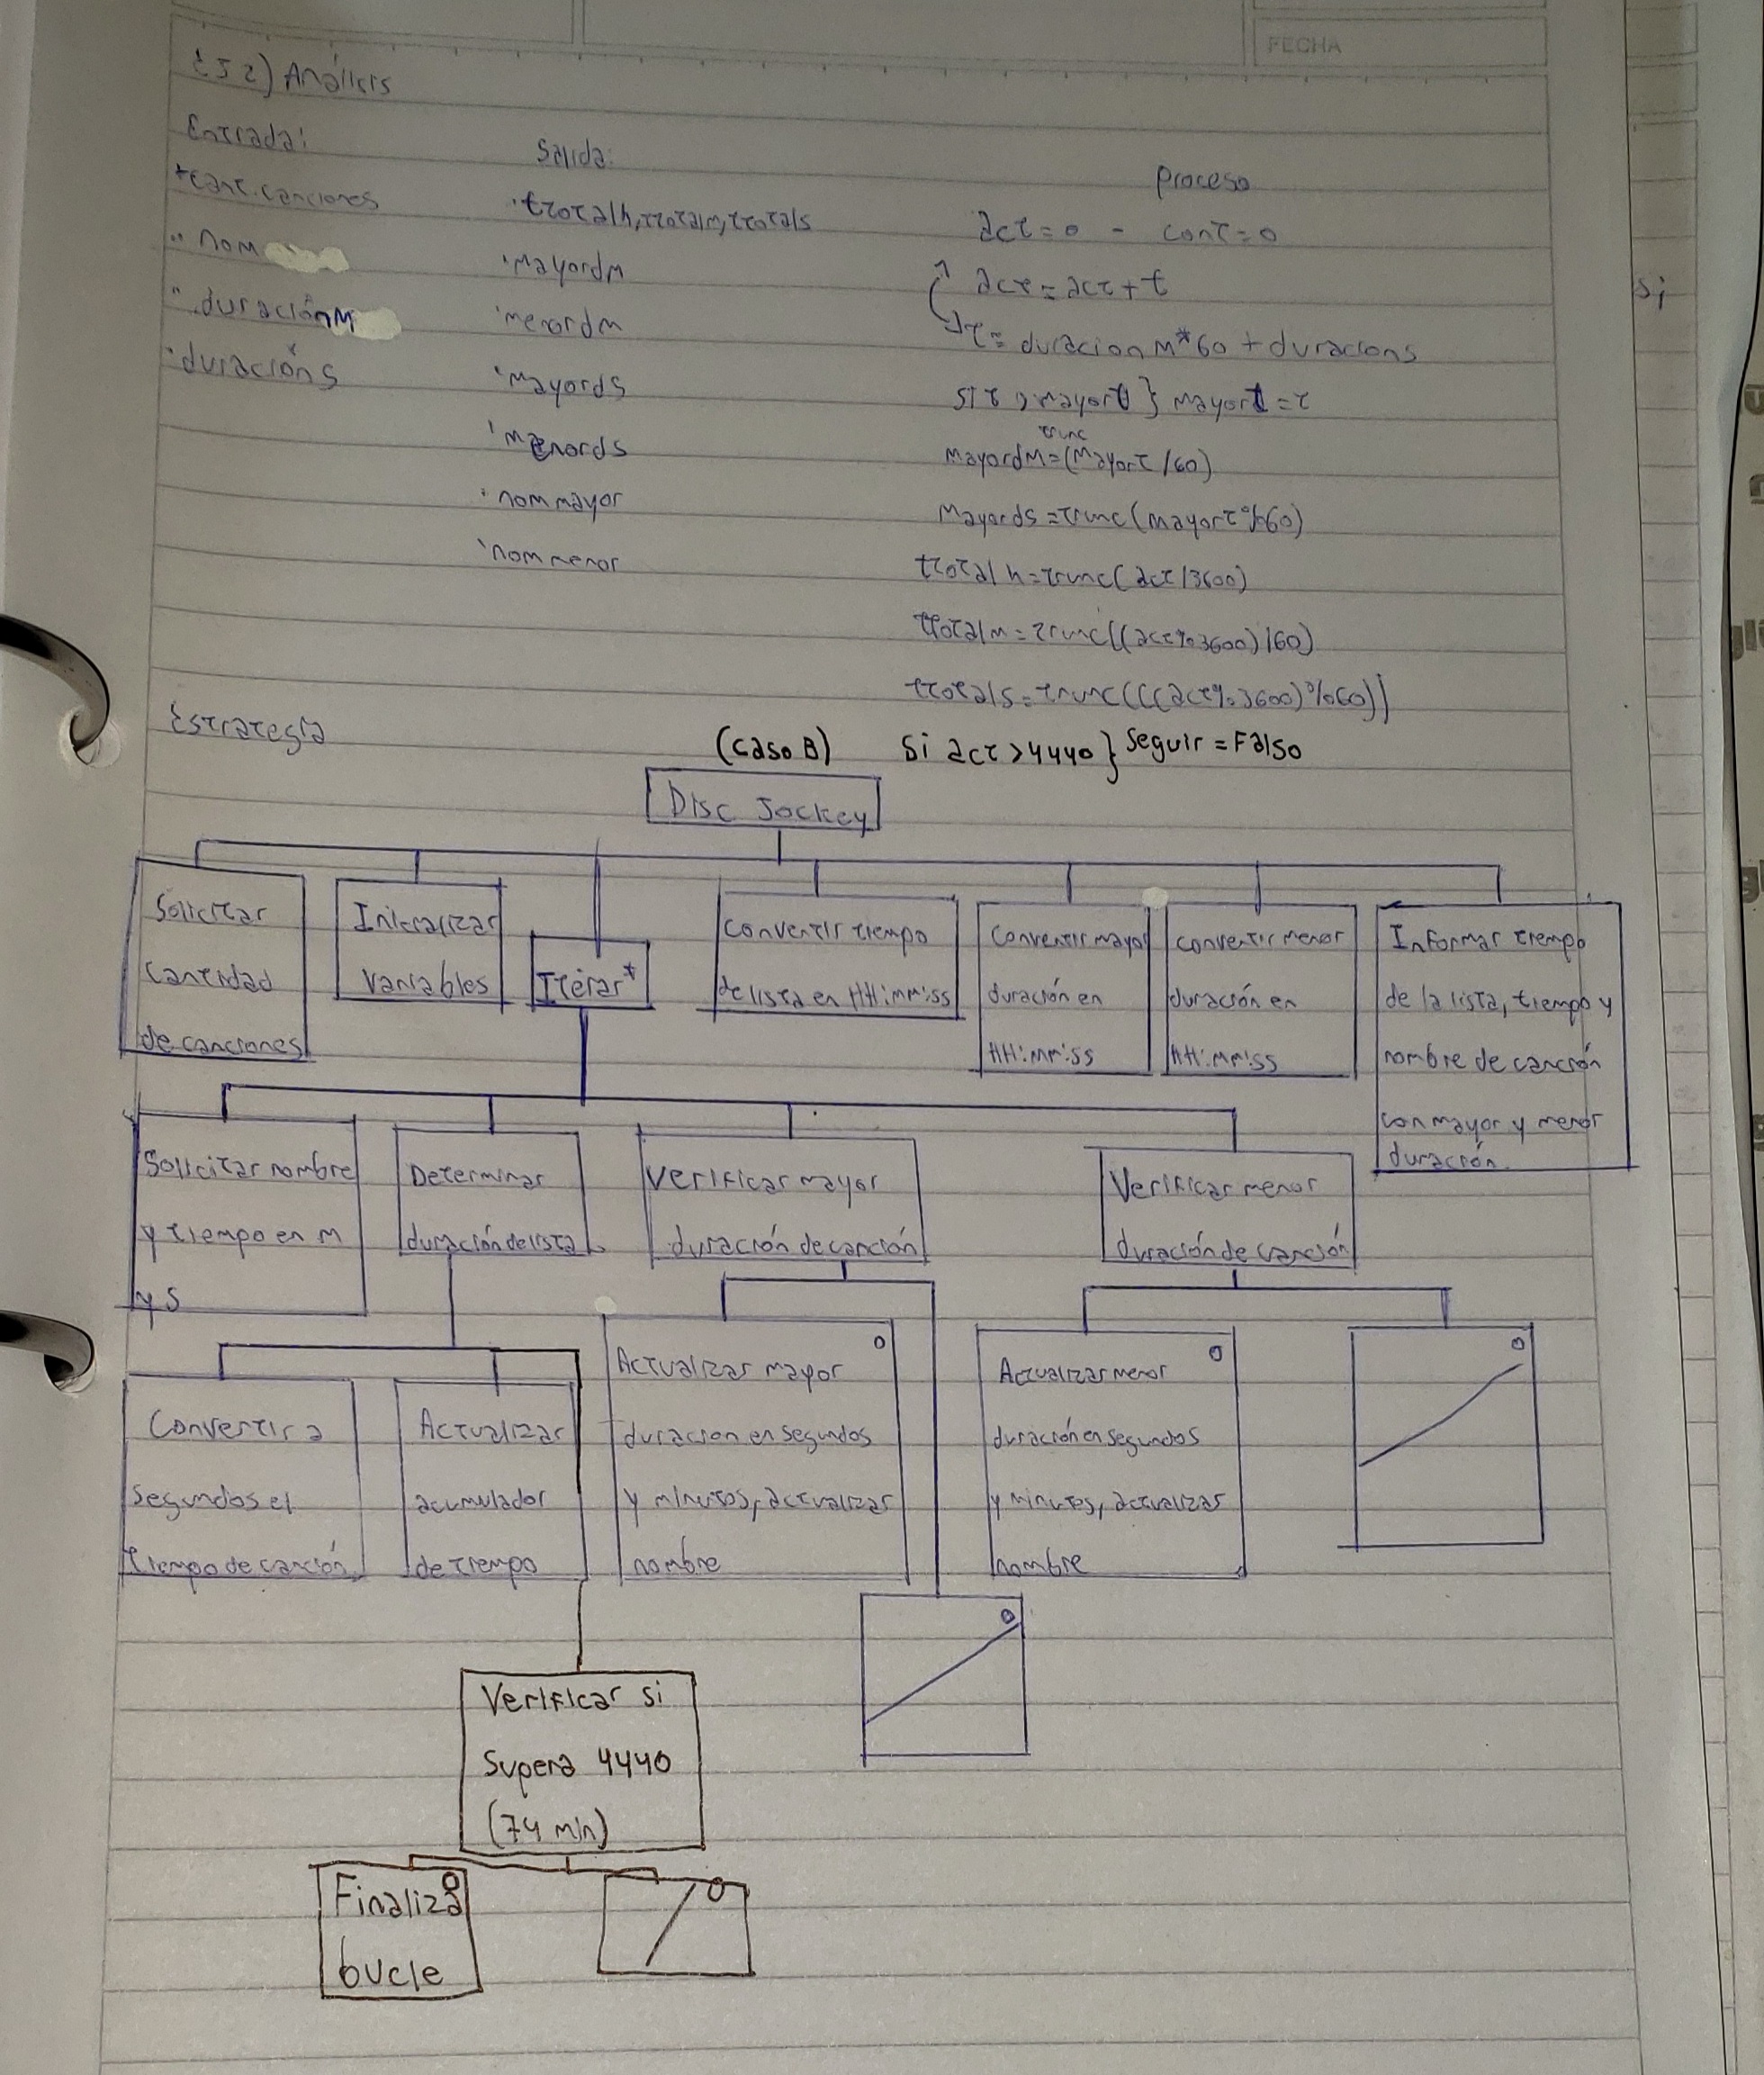 FECHA
EJ 2) Análisis
Entrada:
Salida:
Proceso
*cant.canciones
nom
duraciónM
duracións
ttotalh, ttotalm, ttotals
mayordm
menordm
mayords
menords
nommayor
nommenor
act=0 - cont=0
act=act+t
t=duracionM*60+duracions
si t > mayort } mayort=t
trunc
mayordM=(mayort/60)
Mayords=trunc(mayort%60)
ttotalh=trunc(act/3600)
ttotalm=trunc((act%3600)/60)
ttotals=trunc(((act%3600)%60))
si
Estrategia
(caso B) Si act>4440} Seguir=Falso
Disc Jockey
Solicitar
cantidad
de canciones
Inicializar
variables
Iterar*
Convertir tiempo
de lista en HH:mm:ss
Convertir mayor
duración en
HH:mm:ss
convertir menor
duración en
HH:mm:ss
Informar tiempo
de la lista, tiempo y
nombre de canción
con mayor y menor
duración.
Solicitar nombre
y tiempo en m
y s
Determinar
duración de lista
Verificar mayor
duración de canción
Verificar menor
duración de canción
Convertir a
segundos el
tiempo de canción
Actualizar
acumulador
de tiempo
Actualizar mayor
duracion en segundos
y minutos, actualizar
nombre
Actualizar menor
duración en segundos
y minutos, actualizar
nombre
Verificar si
Supera 4440
(74 min)
Finaliza
bucle